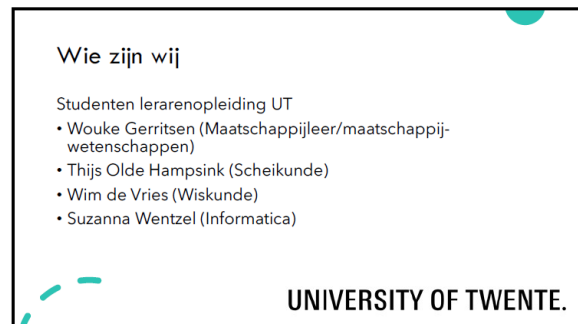 Wie zijn wij
Studenten lerarenopleiding UT
• Wouke Gerritsen (Maatschappijleer/maatschappij-
wetenschappen)
• Thijs Olde Hampsink (Scheikunde)
• Wim de Vries (Wiskunde)
• Suzanna Wentzel (Informatica)
UNIVERSITY OF TWENTE.